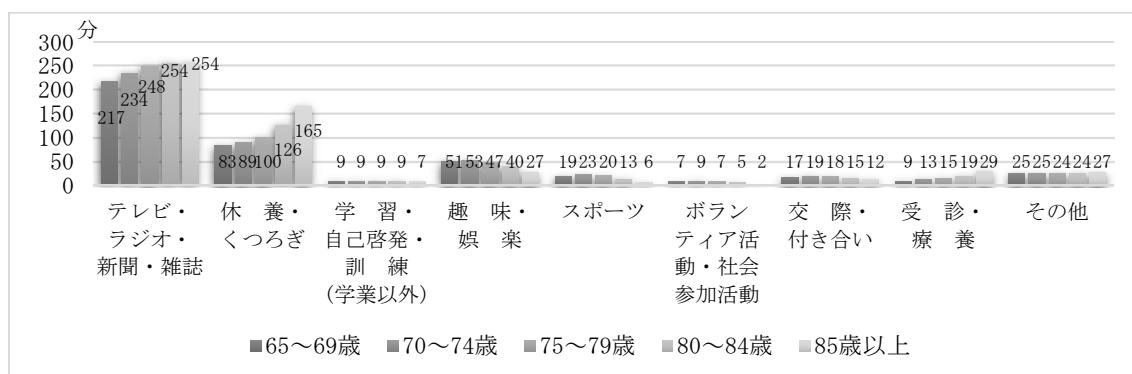 分
300
250
200
150
100
50
0
217 234 248 254 254
83 89 100 126 165
9 9 9 9 7
51 53 47 40 27
19 23 20 13 6
7 9 7 5 2
17 19 18 15 12
9 13 15 19 29
25 25 24 24 27
テレビ・
ラジオ・
新聞・雑誌
休 養・
くつろぎ
学 習・
自己啓発・
訓 練
(学業以外)
趣 味・
娯 楽
スポーツ
ボラン
ティア活
動・社会
参加活動
交 際・
付き合い
受 診・
療 養
その他
■65～69歳 ■70～74歳 ■75～79歳 ■80～84歳 ■85歳以上